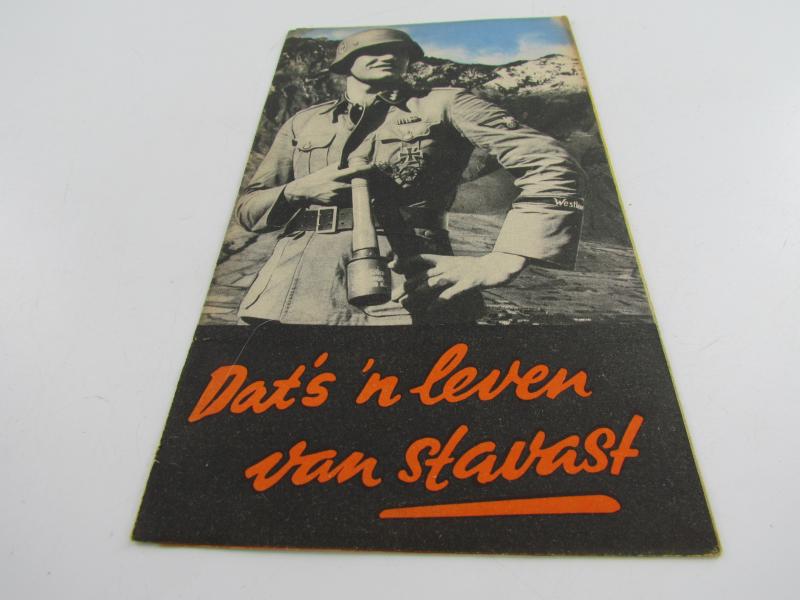 Dat's 'n leven
van stavast